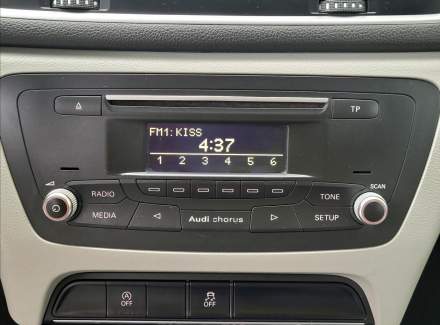 TP
FM1:KISS
4:37
1 2 3 4 5 6
RADIO
TONE
SCAN
MEDIA
Audi chorus
SETUP
OFF
OFF